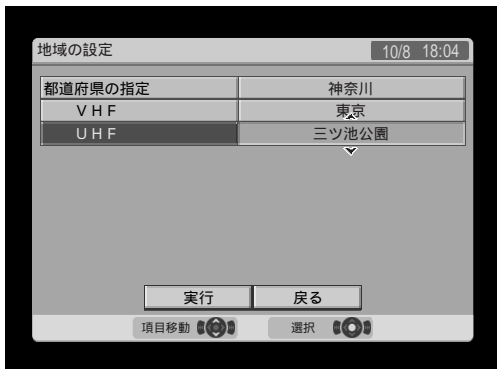 地域の設定 10/8 18:04
都道府県の指定 神奈川
VHF 東京
UHF 三ツ池公園
実行 戻る
項目移動 選択